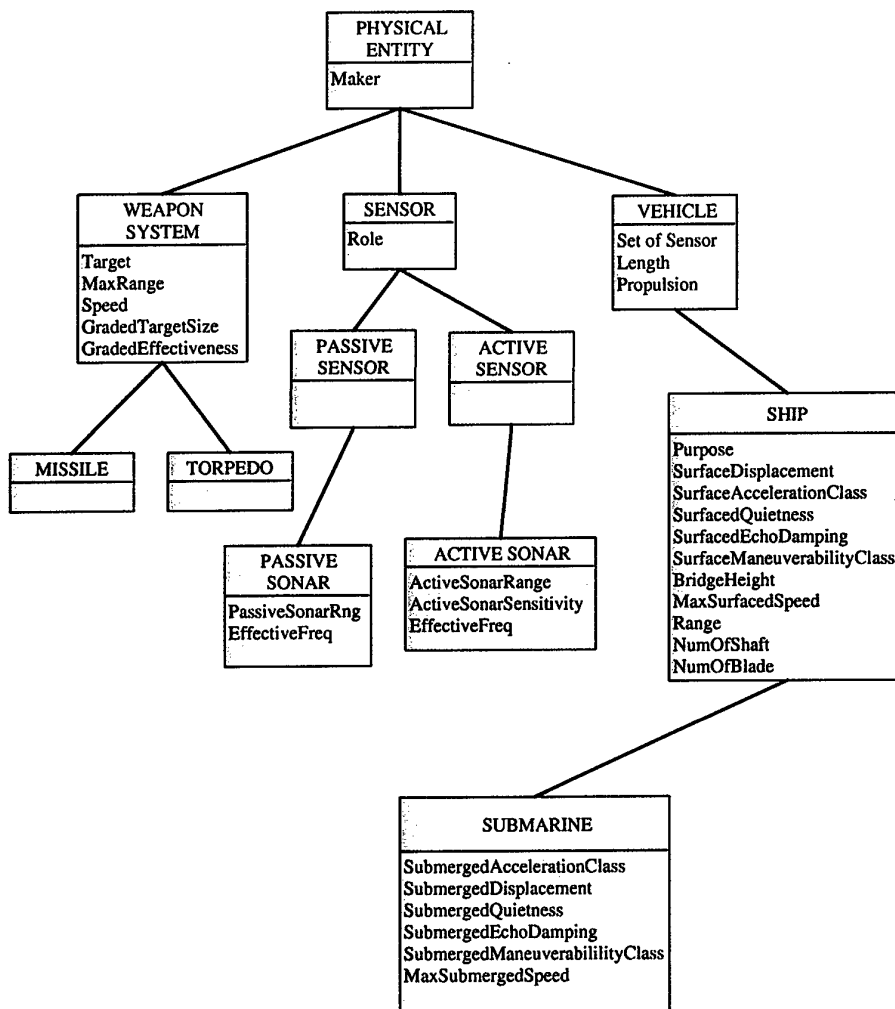 PHYSICAL
ENTITY
Maker
WEAPON
SYSTEM
Target
MaxRange
Speed
GradedTargetSize
GradedEffectiveness
SENSOR
Role
VEHICLE
Set of Sensor
Length
Propulsion
PASSIVE
SENSOR
ACTIVE
SENSOR
MISSILE
TORPEDO
SHIP
Purpose
SurfaceDisplacement
SurfaceAccelerationClass
SurfacedQuietness
SurfacedEchoDamping
SurfaceManeuverabilityClass
BridgeHeight
MaxSurfacedSpeed
Range
NumOfShaft
NumOfBlade
PASSIVE
SONAR
PassiveSonarRng
EffectiveFreq
ACTIVE SONAR
ActiveSonarRange
ActiveSonarSensitivity
EffectiveFreq
SUBMARINE
SubmergedAccelerationClass
SubmergedDisplacement
SubmergedQuietness
SubmergedEchoDamping
SubmergedManeuverabililityClass
MaxSubmergedSpeed